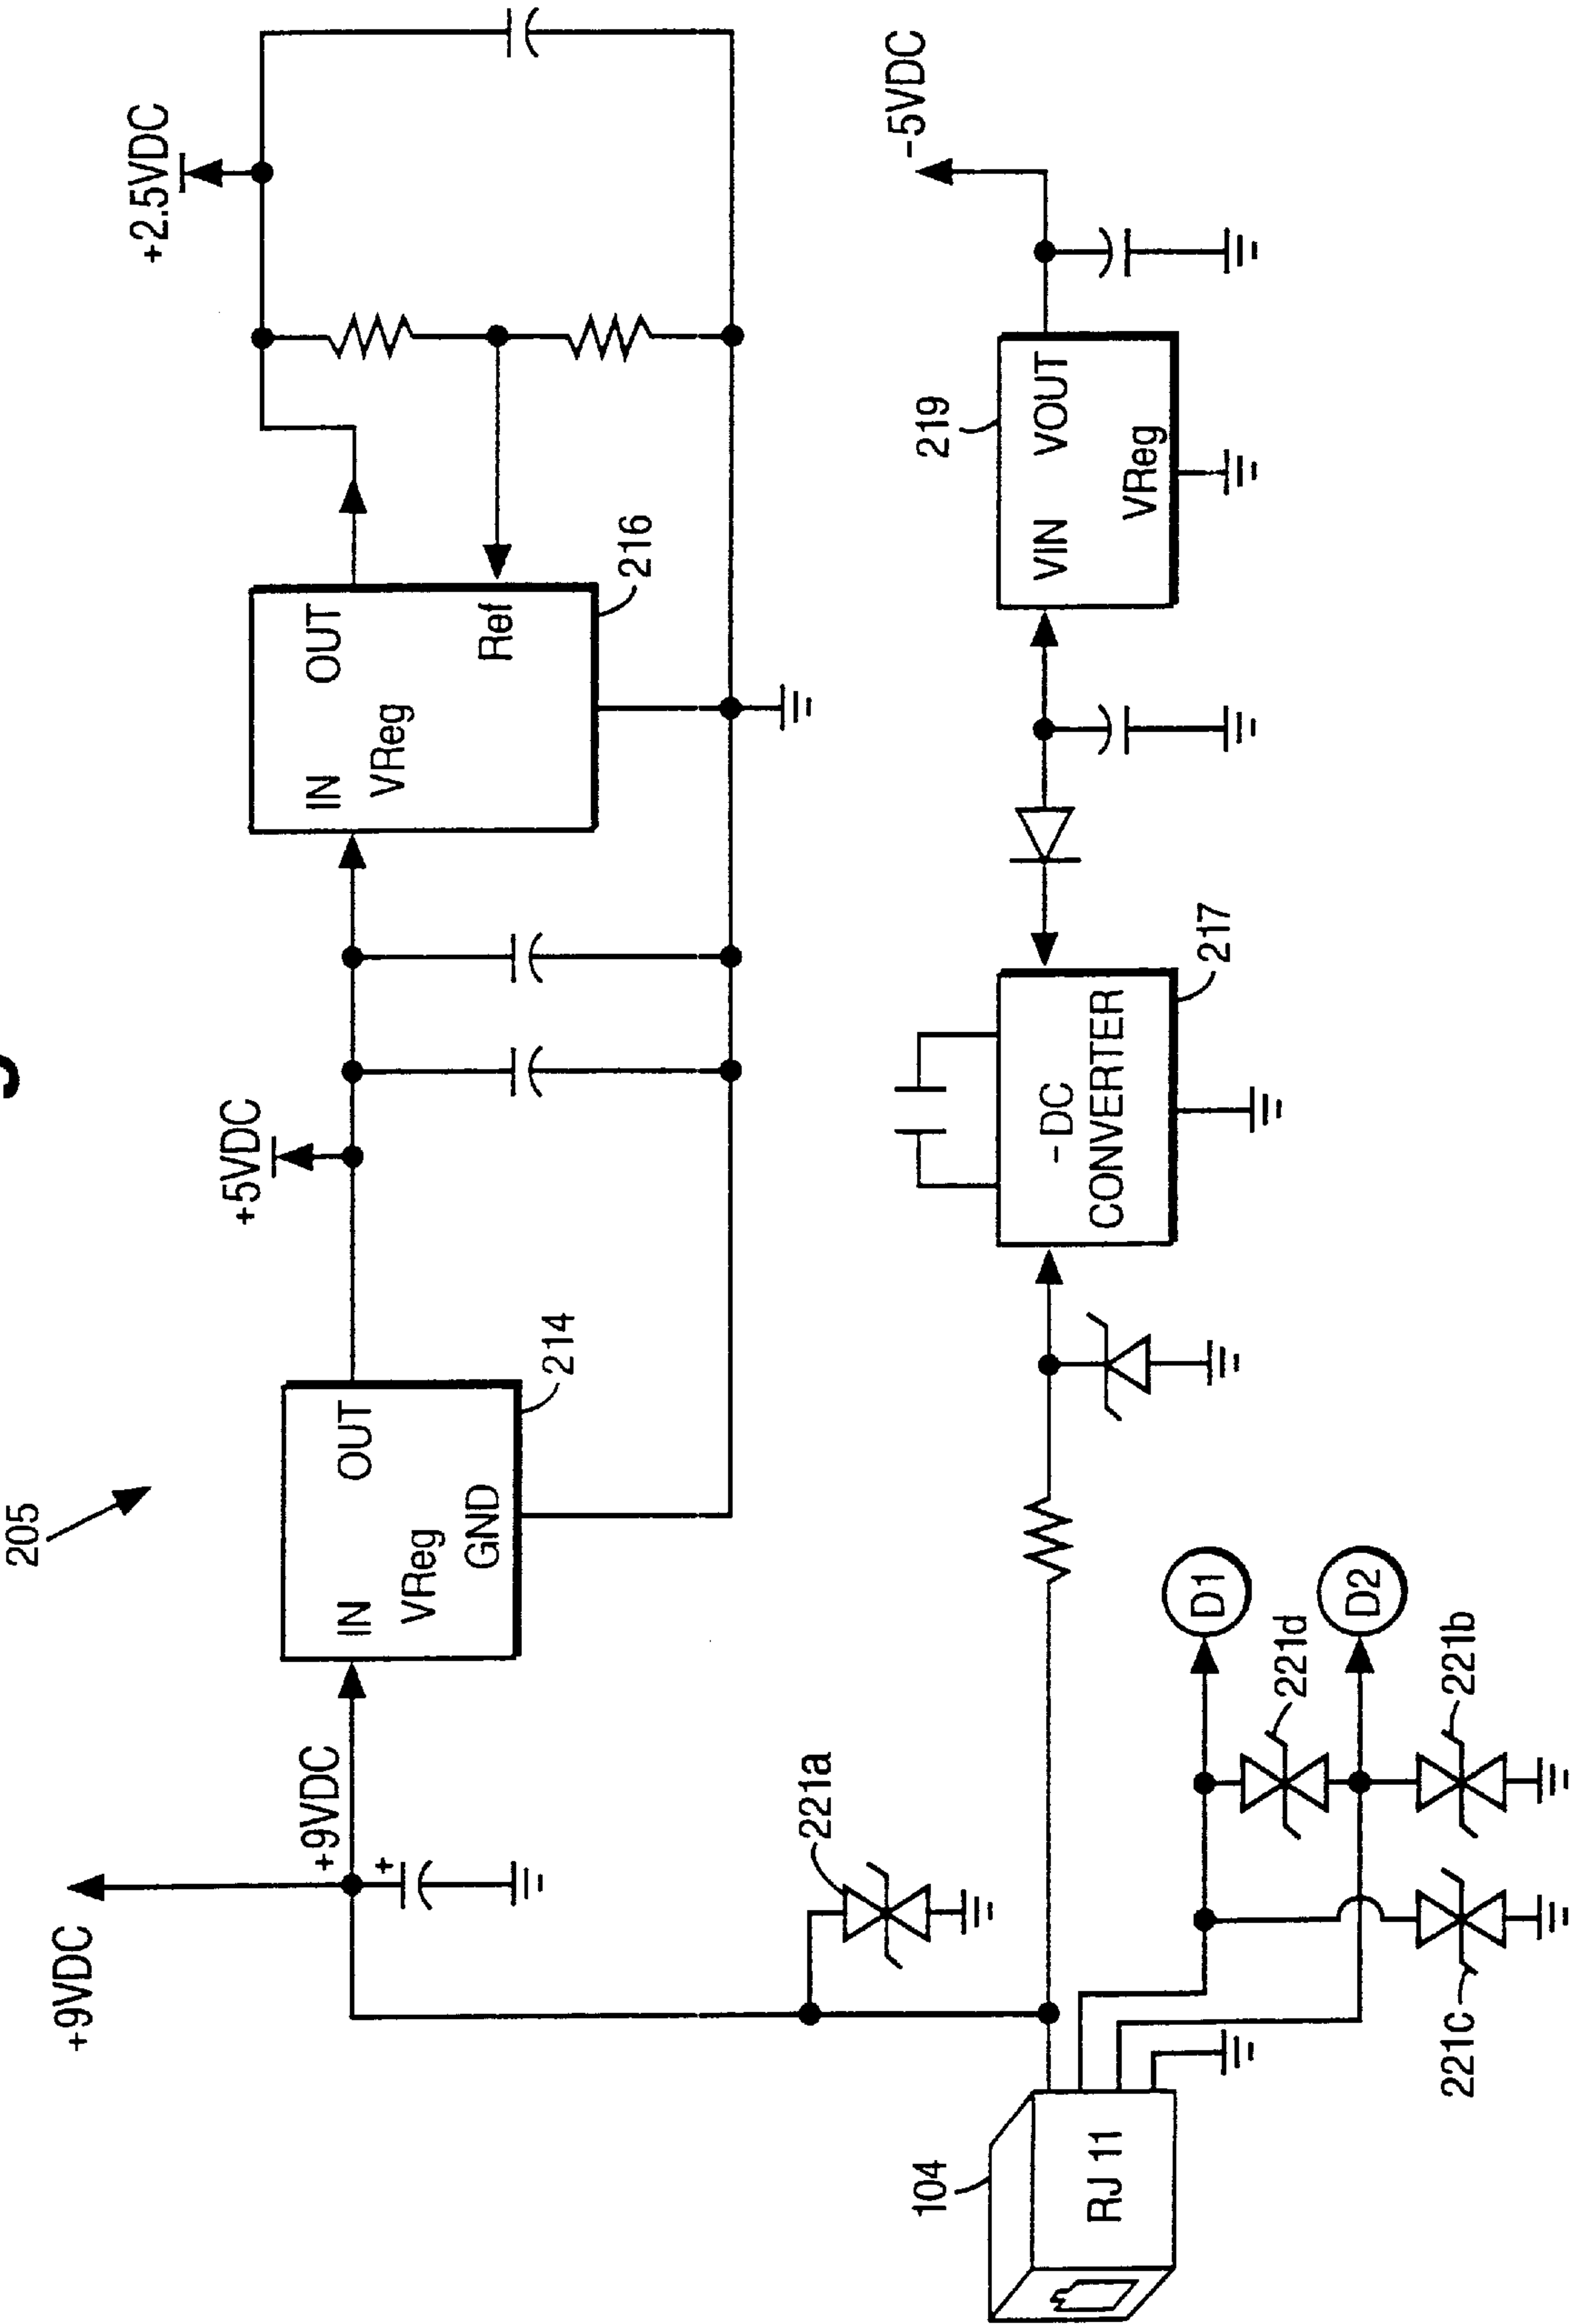 205
+9VDC
+2.5VDC
+5VDC
+9VDC
IN OUT
VReg
GND
214
IN OUT
VReg
Ref
216
221a
-5VDC
104
RJ 11
-DC
CONVERTER
217
219
VIN VOUT
VReg
D1
221d
D2
221c
221b